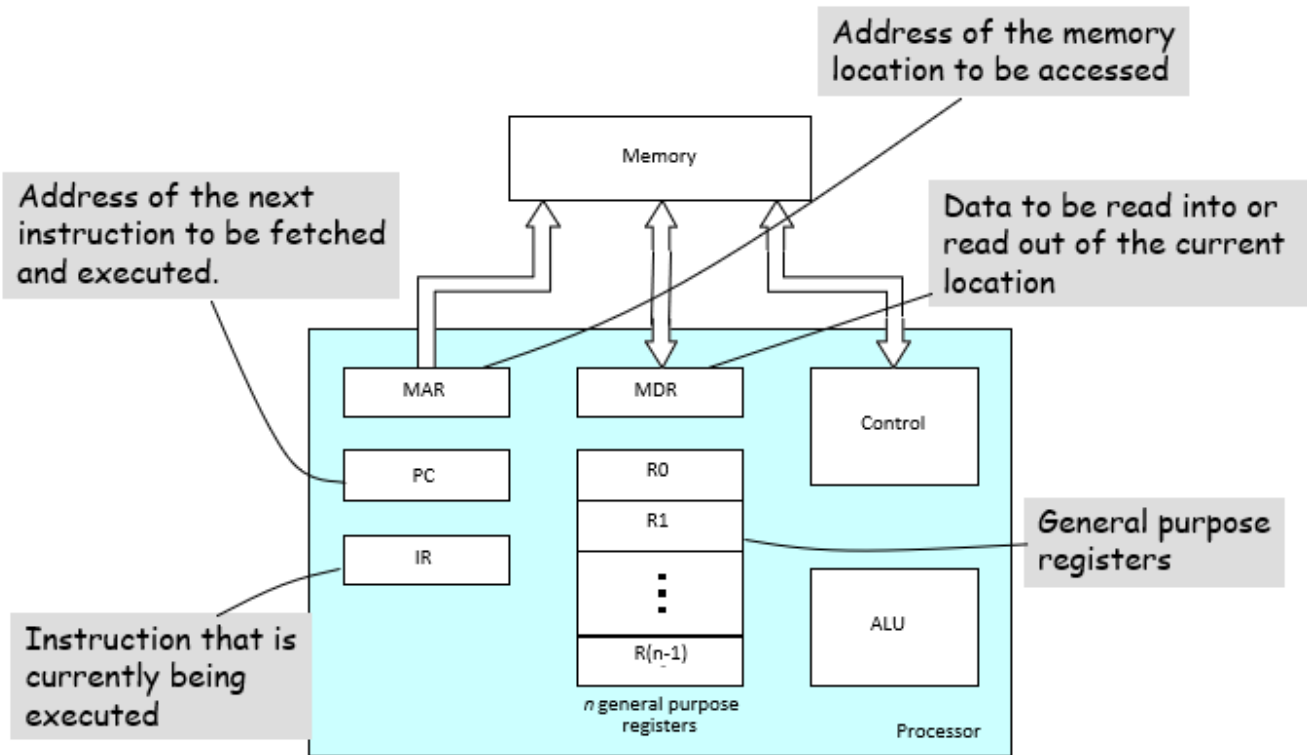 Address of the memory
location to be accessed
Memory
Address of the next
instruction to be fetched
and executed.
Data to be read into or
read out of the current
location
MAR
MDR
Control
PC
R0
R1
General purpose
registers
IR
ALU
Instruction that is
currently being
executed
R(n-1)
n general purpose
registers
Processor